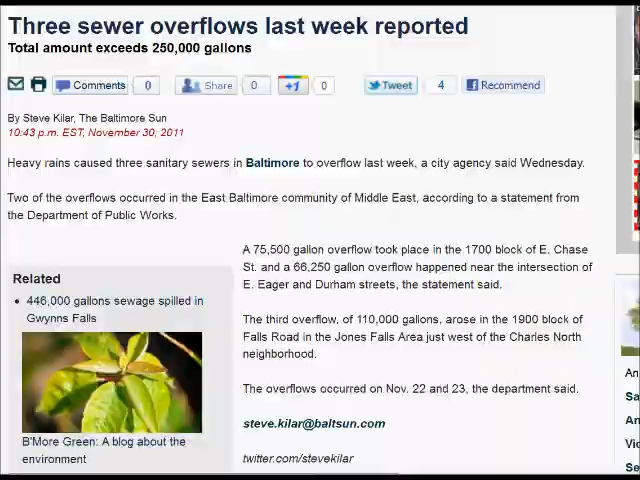 Three sewer overflows last week reported
Total amount exceeds 250,000 gallons
Comments 0 Share 0 +1 0 Tweet 4 Recommend
By Steve Kilar, The Baltimore Sun
10:43 p.m. EST, November 30, 2011
Heavy rains caused three sanitary sewers in Baltimore to overflow last week, a city agency said Wednesday.
Two of the overflows occurred in the East Baltimore community of Middle East, according to a statement from
the Department of Public Works.
A 75,500 gallon overflow took place in the 1700 block of E. Chase
St. and a 66,250 gallon overflow happened near the intersection of
E. Eager and Durham streets, the statement said.
The third overflow, of 110,000 gallons, arose in the 1900 block of
Falls Road in the Jones Falls Area just west of the Charles North
neighborhood.
The overflows occurred on Nov. 22 and 23, the department said.
steve.kilar@baltsun.com
twitter.com/stevekilar
Related
• 446,000 gallons sewage spilled in
Gwynns Falls
B'More Green: A blog about the
environment
An
Sa
An
Vic
Se